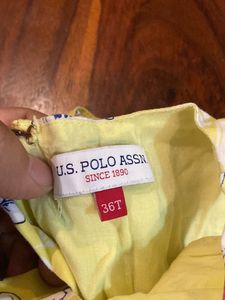 U.S. POLO ASSN
SINCE 1890
36T